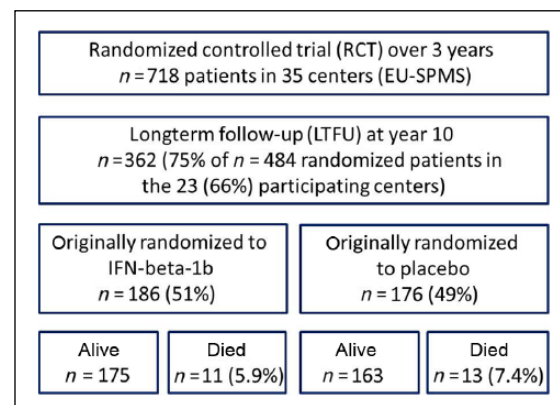 Randomized controlled trial (RCT) over 3 years
n = 718 patients in 35 centers (EU-SPMS)
Longterm follow-up (LTFU) at year 10
n = 362 (75% of n = 484 randomized patients in
the 23 (66%) participating centers)
Originally randomized to
IFN-beta-1b
n = 186 (51%)
Originally randomized
to placebo
n = 176 (49%)
Alive
n = 175
Died
n = 11 (5.9%)
Alive
n = 163
Died
n = 13 (7.4%)